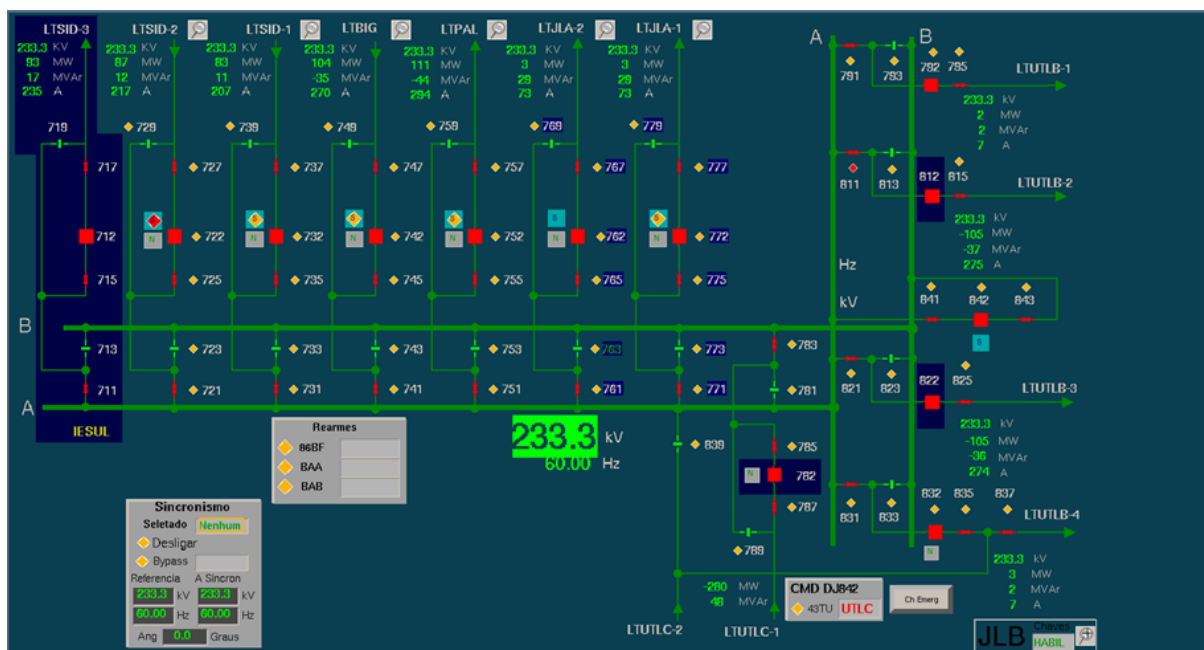 LTSID-3 LTSID-2 LTSID-1 LTBIG LTPAL LTJLA-2 LTJLA-1
233.3 KV 233.3 KV 233.3 KV 233.3 KV 233.3 KV 233.3 KV 233.3 KV
93 MW 87 MW 83 MW 104 MW 111 MW 3 MW 3 MW
17 MVAr 12 MVAr 11 MVAr -35 MVAr -44 MVAr 29 MVAr 29 MVAr
235 A 217 A 207 A 270 A 294 A 73 A 73 A
719 729 739 749 759 769 779
717 727 737 747 757 767 777
S S S S S
712 722 732 742 752 762 772
N N N N N N
715 725 735 745 755 765 775
B
713 723 733 743 753 763 773 783
711 721 731 741 751 761 771 781
A
IESUL
233.3 kV
60.00 Hz
839 785
N 782
787
789
-280 MW
48 MVAr
LTUTLC-2 LTUTLC-1
Rearmes
86BF
BAA
BAB
Sincronismo
Seletado Nenhum
Desligar
Bypass
Referencia A Sincron
233.3 kV 233.3 kV
60.00 Hz 60.00 Hz
Ang 0.0 Graus
A B
791 793 792 795 LTUTLB-1
233.3 kV
2 MW
2 MVAr
7 A
811 813 812 815 LTUTLB-2
233.3 kV
-105 MW
-37 MVAr
275 A
Hz
kV
841 842 843
S
821 823 822 825 LTUTLB-3
233.3 kV
-105 MW
-36 MVAr
274 A
831 833 832 835 837 LTUTLB-4
N
233.3 kV
3 MW
2 MVAr
7 A
CMD DJ842
43TU UTLC
Ch Emerg
JLB Chaves
HABIL